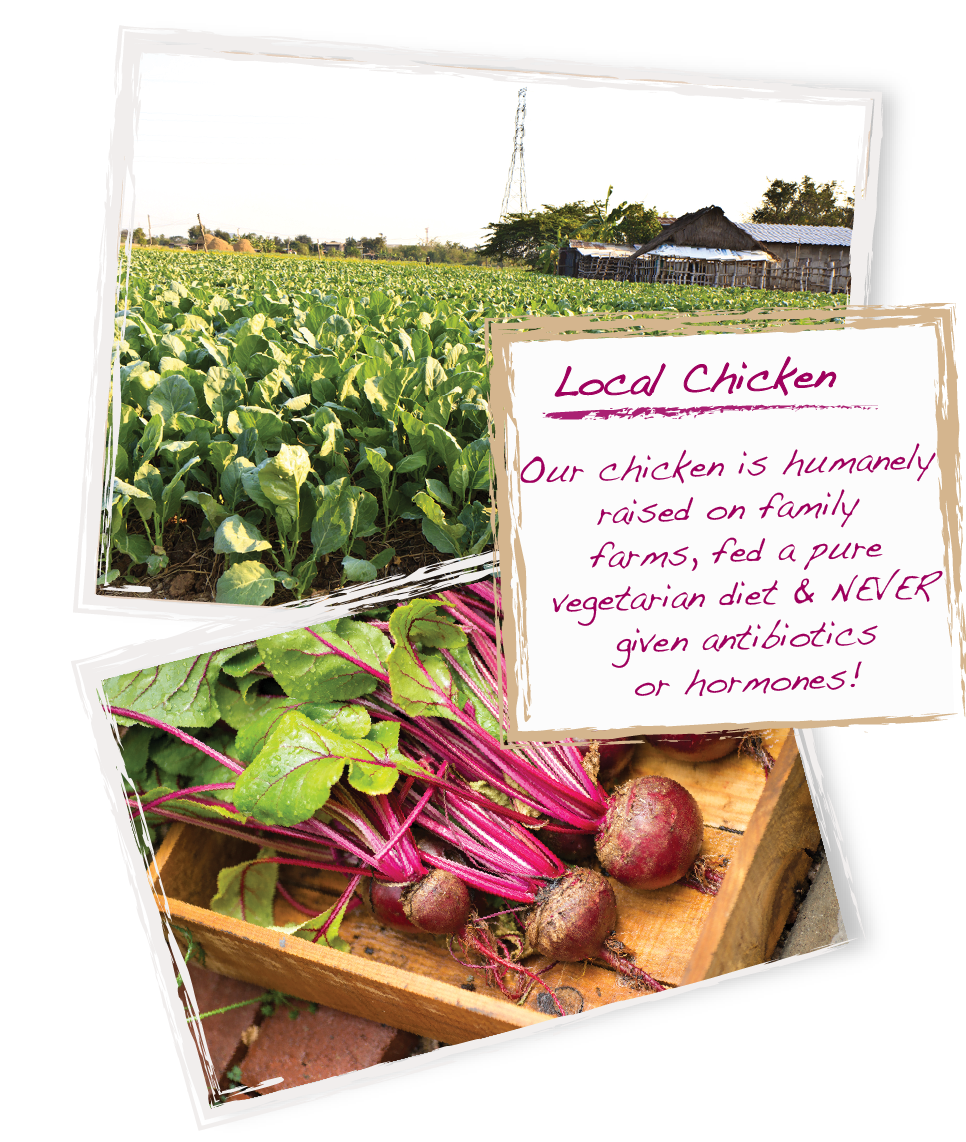 Local Chicken
Our chicken is humanely
raised on family
farms, fed a pure
vegetarian diet & NEVER
given antibiotics
or hormones!